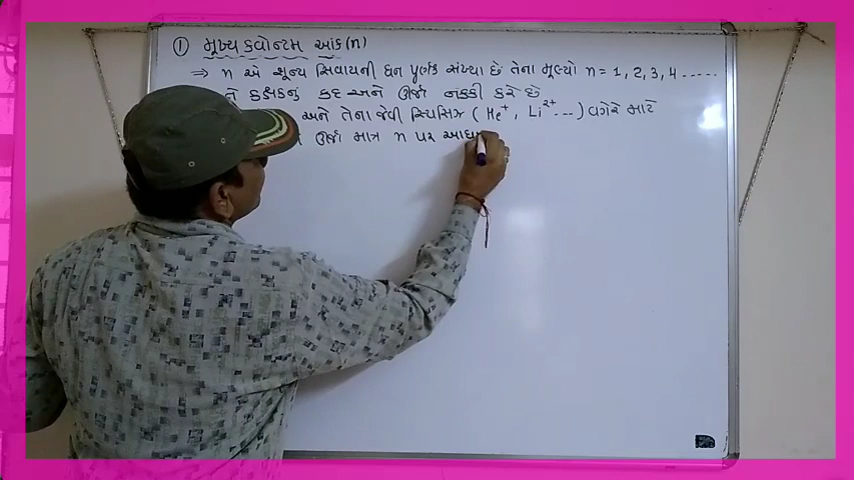 ① મુખ્ય ક્વોન્ટમ આંક (n)
⇒ n એ શૂન્ય સિવાયની ધન પૂર્ણાંક સંખ્યા છે તેના મૂલ્યો n = 1, 2, 3, 4 .....
તે કક્ષકનું કદ અને ઊર્જા નક્કી કરે છે
અને તેના જેવી સ્પિસિઝ ( He⁺ , Li²⁺ --- ) વગેરે માટે
ઊર્જા માત્ર n પર આધા